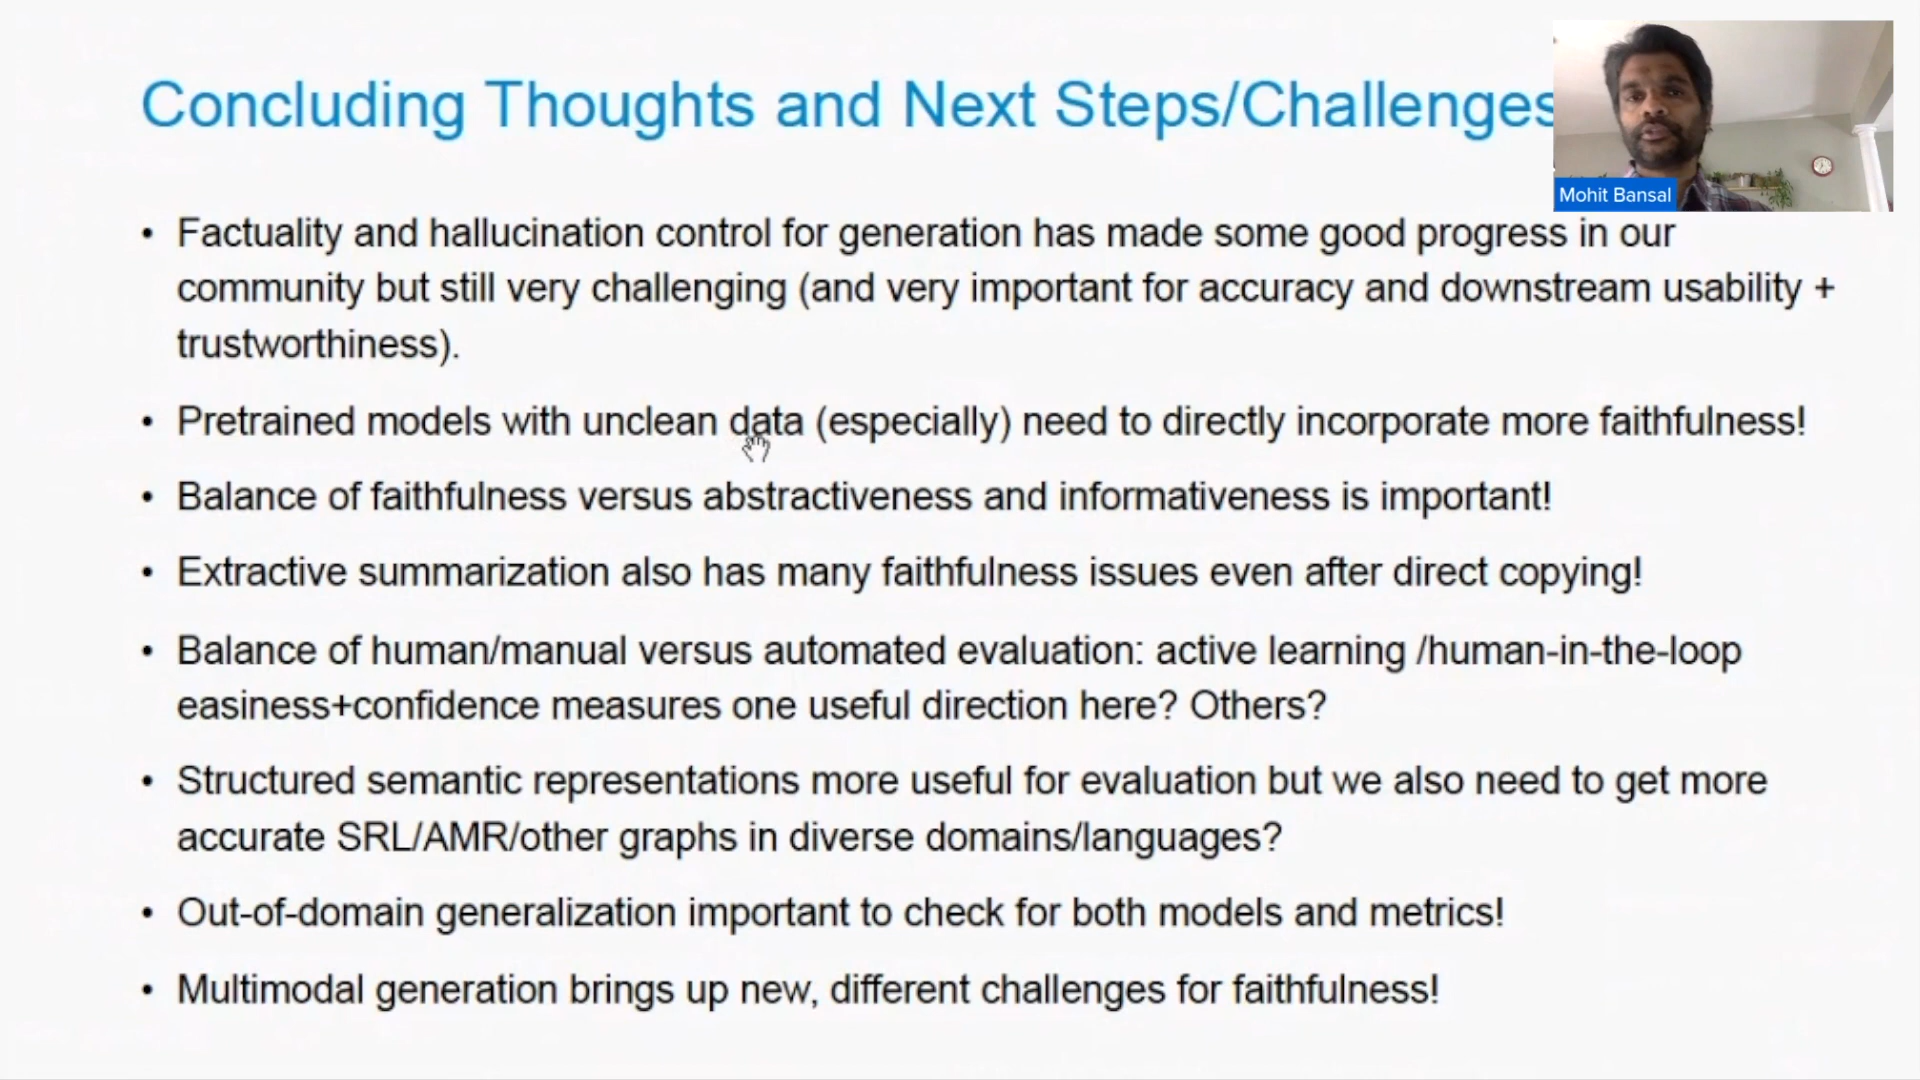 Concluding Thoughts and Next Steps/Challenges
Mohit Bansal
• Factuality and hallucination control for generation has made some good progress in our
community but still very challenging (and very important for accuracy and downstream usability +
trustworthiness).
• Pretrained models with unclean data (especially) need to directly incorporate more faithfulness!
• Balance of faithfulness versus abstractiveness and informativeness is important!
• Extractive summarization also has many faithfulness issues even after direct copying!
• Balance of human/manual versus automated evaluation: active learning /human-in-the-loop
easiness+confidence measures one useful direction here? Others?
• Structured semantic representations more useful for evaluation but we also need to get more
accurate SRL/AMR/other graphs in diverse domains/languages?
• Out-of-domain generalization important to check for both models and metrics!
• Multimodal generation brings up new, different challenges for faithfulness!